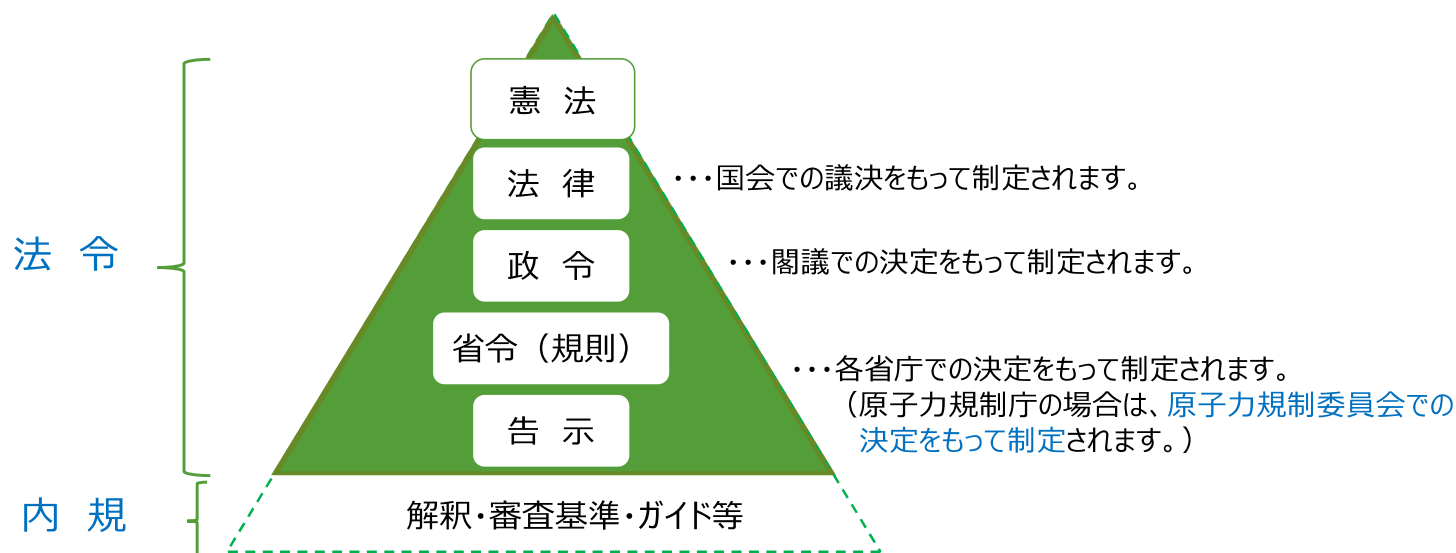 憲 法
法 律
・・・国会での議決をもって制定されます。
政 令
・・・閣議での決定をもって制定されます。
法 令
省令（規則）
・・・各省庁での決定をもって制定されます。
（原子力規制庁の場合は、原子力規制委員会での
決定をもって制定されます。）
告 示
内 規
解釈・審査基準・ガイド等